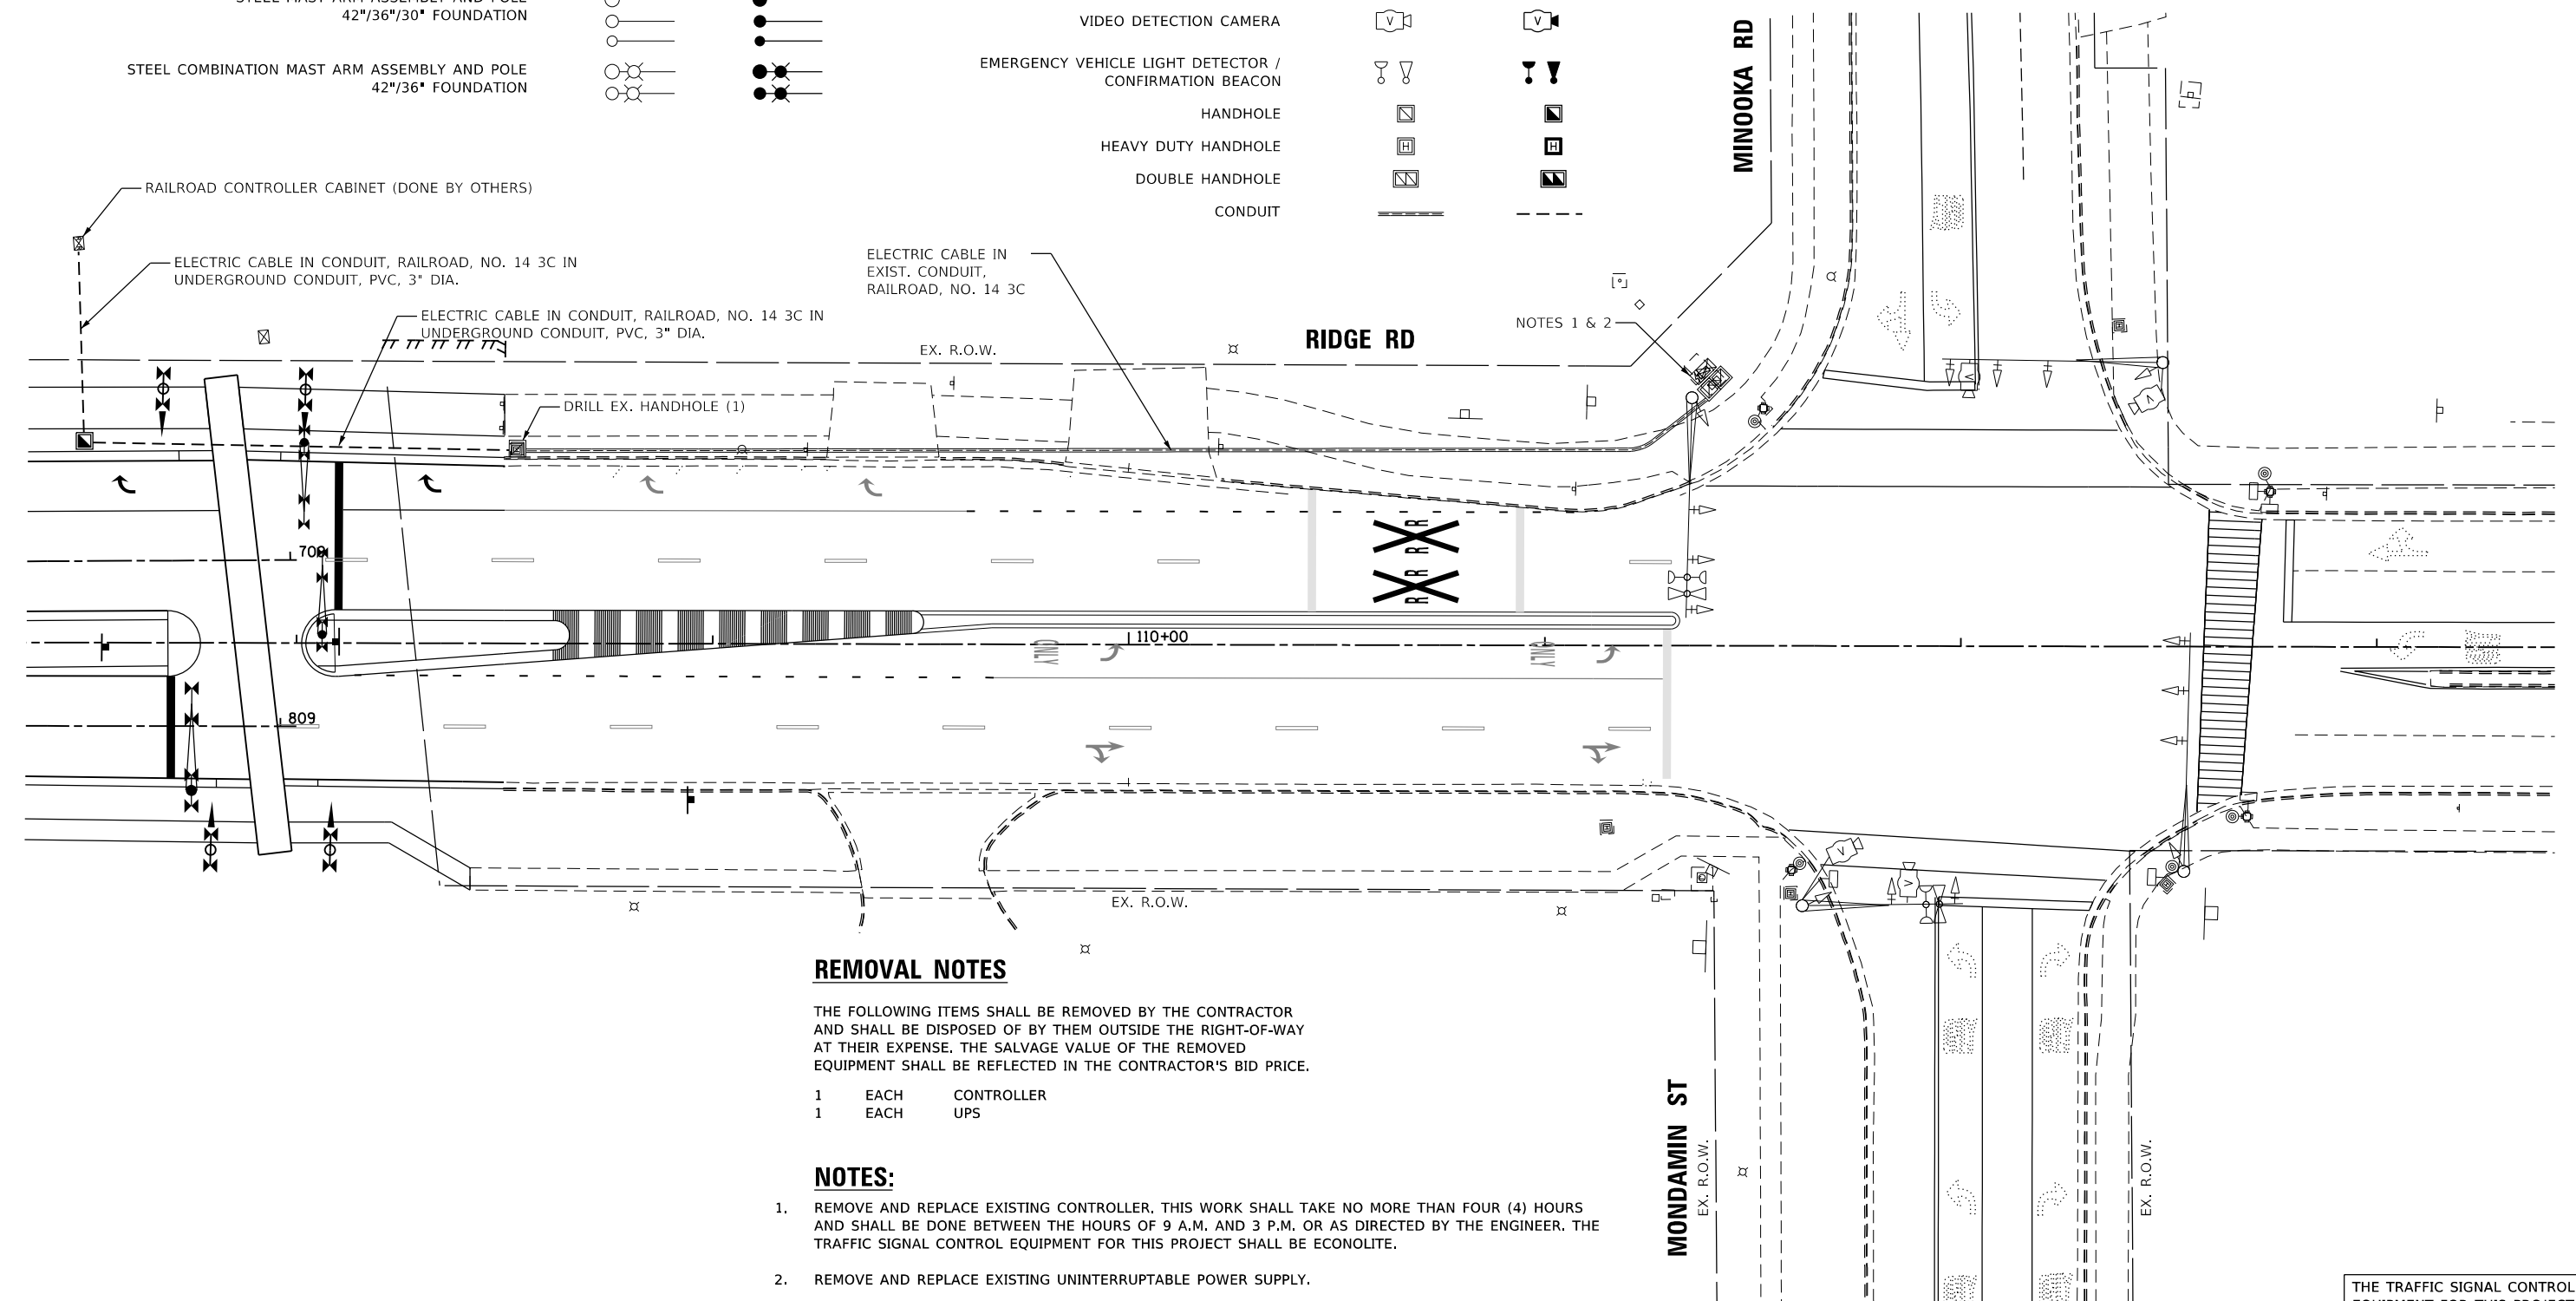 STEEL MAST ARM ASSEMBLY AND POLE
42"/36"/30" FOUNDATION
STEEL COMBINATION MAST ARM ASSEMBLY AND POLE
42"/36" FOUNDATION
VIDEO DETECTION CAMERA
V
V
EMERGENCY VEHICLE LIGHT DETECTOR /
CONFIRMATION BEACON
HANDHOLE
HEAVY DUTY HANDHOLE
H
H
DOUBLE HANDHOLE
CONDUIT
MINOOKA RD
RAILROAD CONTROLLER CABINET (DONE BY OTHERS)
ELECTRIC CABLE IN CONDUIT, RAILROAD, NO. 14 3C IN
UNDERGROUND CONDUIT, PVC, 3" DIA.
ELECTRIC CABLE IN CONDUIT, RAILROAD, NO. 14 3C IN
UNDERGROUND CONDUIT, PVC, 3" DIA.
ELECTRIC CABLE IN
EXIST. CONDUIT,
RAILROAD, NO. 14 3C
EX. R.O.W.
RIDGE RD
NOTES 1 & 2
DRILL EX. HANDHOLE (1)
V
V
R R
R R
709
110+00
ONLY
ONLY
809
V
V
EX. R.O.W.
REMOVAL NOTES
THE FOLLOWING ITEMS SHALL BE REMOVED BY THE CONTRACTOR
AND SHALL BE DISPOSED OF BY THEM OUTSIDE THE RIGHT-OF-WAY
AT THEIR EXPENSE. THE SALVAGE VALUE OF THE REMOVED
EQUIPMENT SHALL BE REFLECTED IN THE CONTRACTOR'S BID PRICE.
1 EACH CONTROLLER
1 EACH UPS
NOTES:
1. REMOVE AND REPLACE EXISTING CONTROLLER. THIS WORK SHALL TAKE NO MORE THAN FOUR (4) HOURS
AND SHALL BE DONE BETWEEN THE HOURS OF 9 A.M. AND 3 P.M. OR AS DIRECTED BY THE ENGINEER. THE
TRAFFIC SIGNAL CONTROL EQUIPMENT FOR THIS PROJECT SHALL BE ECONOLITE.
2. REMOVE AND REPLACE EXISTING UNINTERRUPTABLE POWER SUPPLY.
MONDAMIN ST
EX. R.O.W.
EX. R.O.W.
THE TRAFFIC SIGNAL CONTROL
EQUIPMENT FOR THIS PROJECT